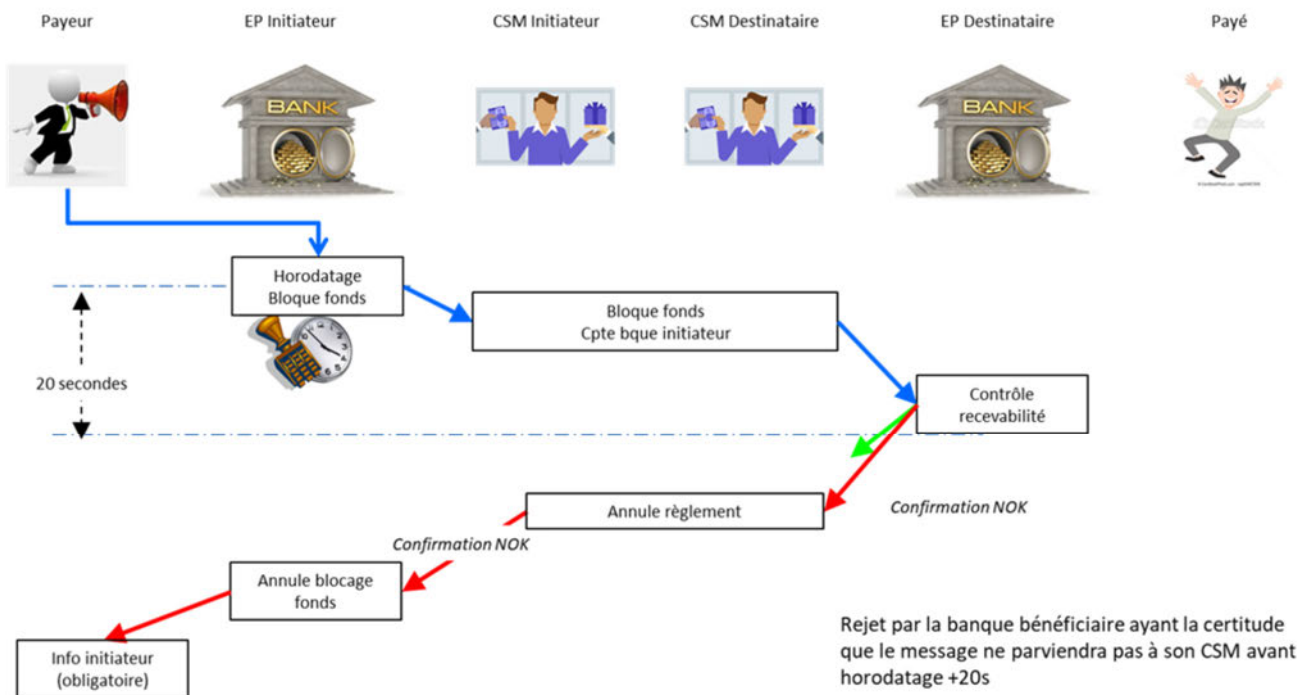 Payeur
EP Initiateur
CSM Initiateur
CSM Destinataire
EP Destinataire
Payé
BANK
BANK
Horodatage
Bloque fonds
Bloque fonds
Cpte bque initiateur
20 secondes
Contrôle
recevabilité
Annule règlement
Confirmation NOK
Confirmation NOK
Annule blocage
fonds
Info initiateur
(obligatoire)
Rejet par la banque bénéficiaire ayant la certitude
que le message ne parviendra pas à son CSM avant
horodatage +20s